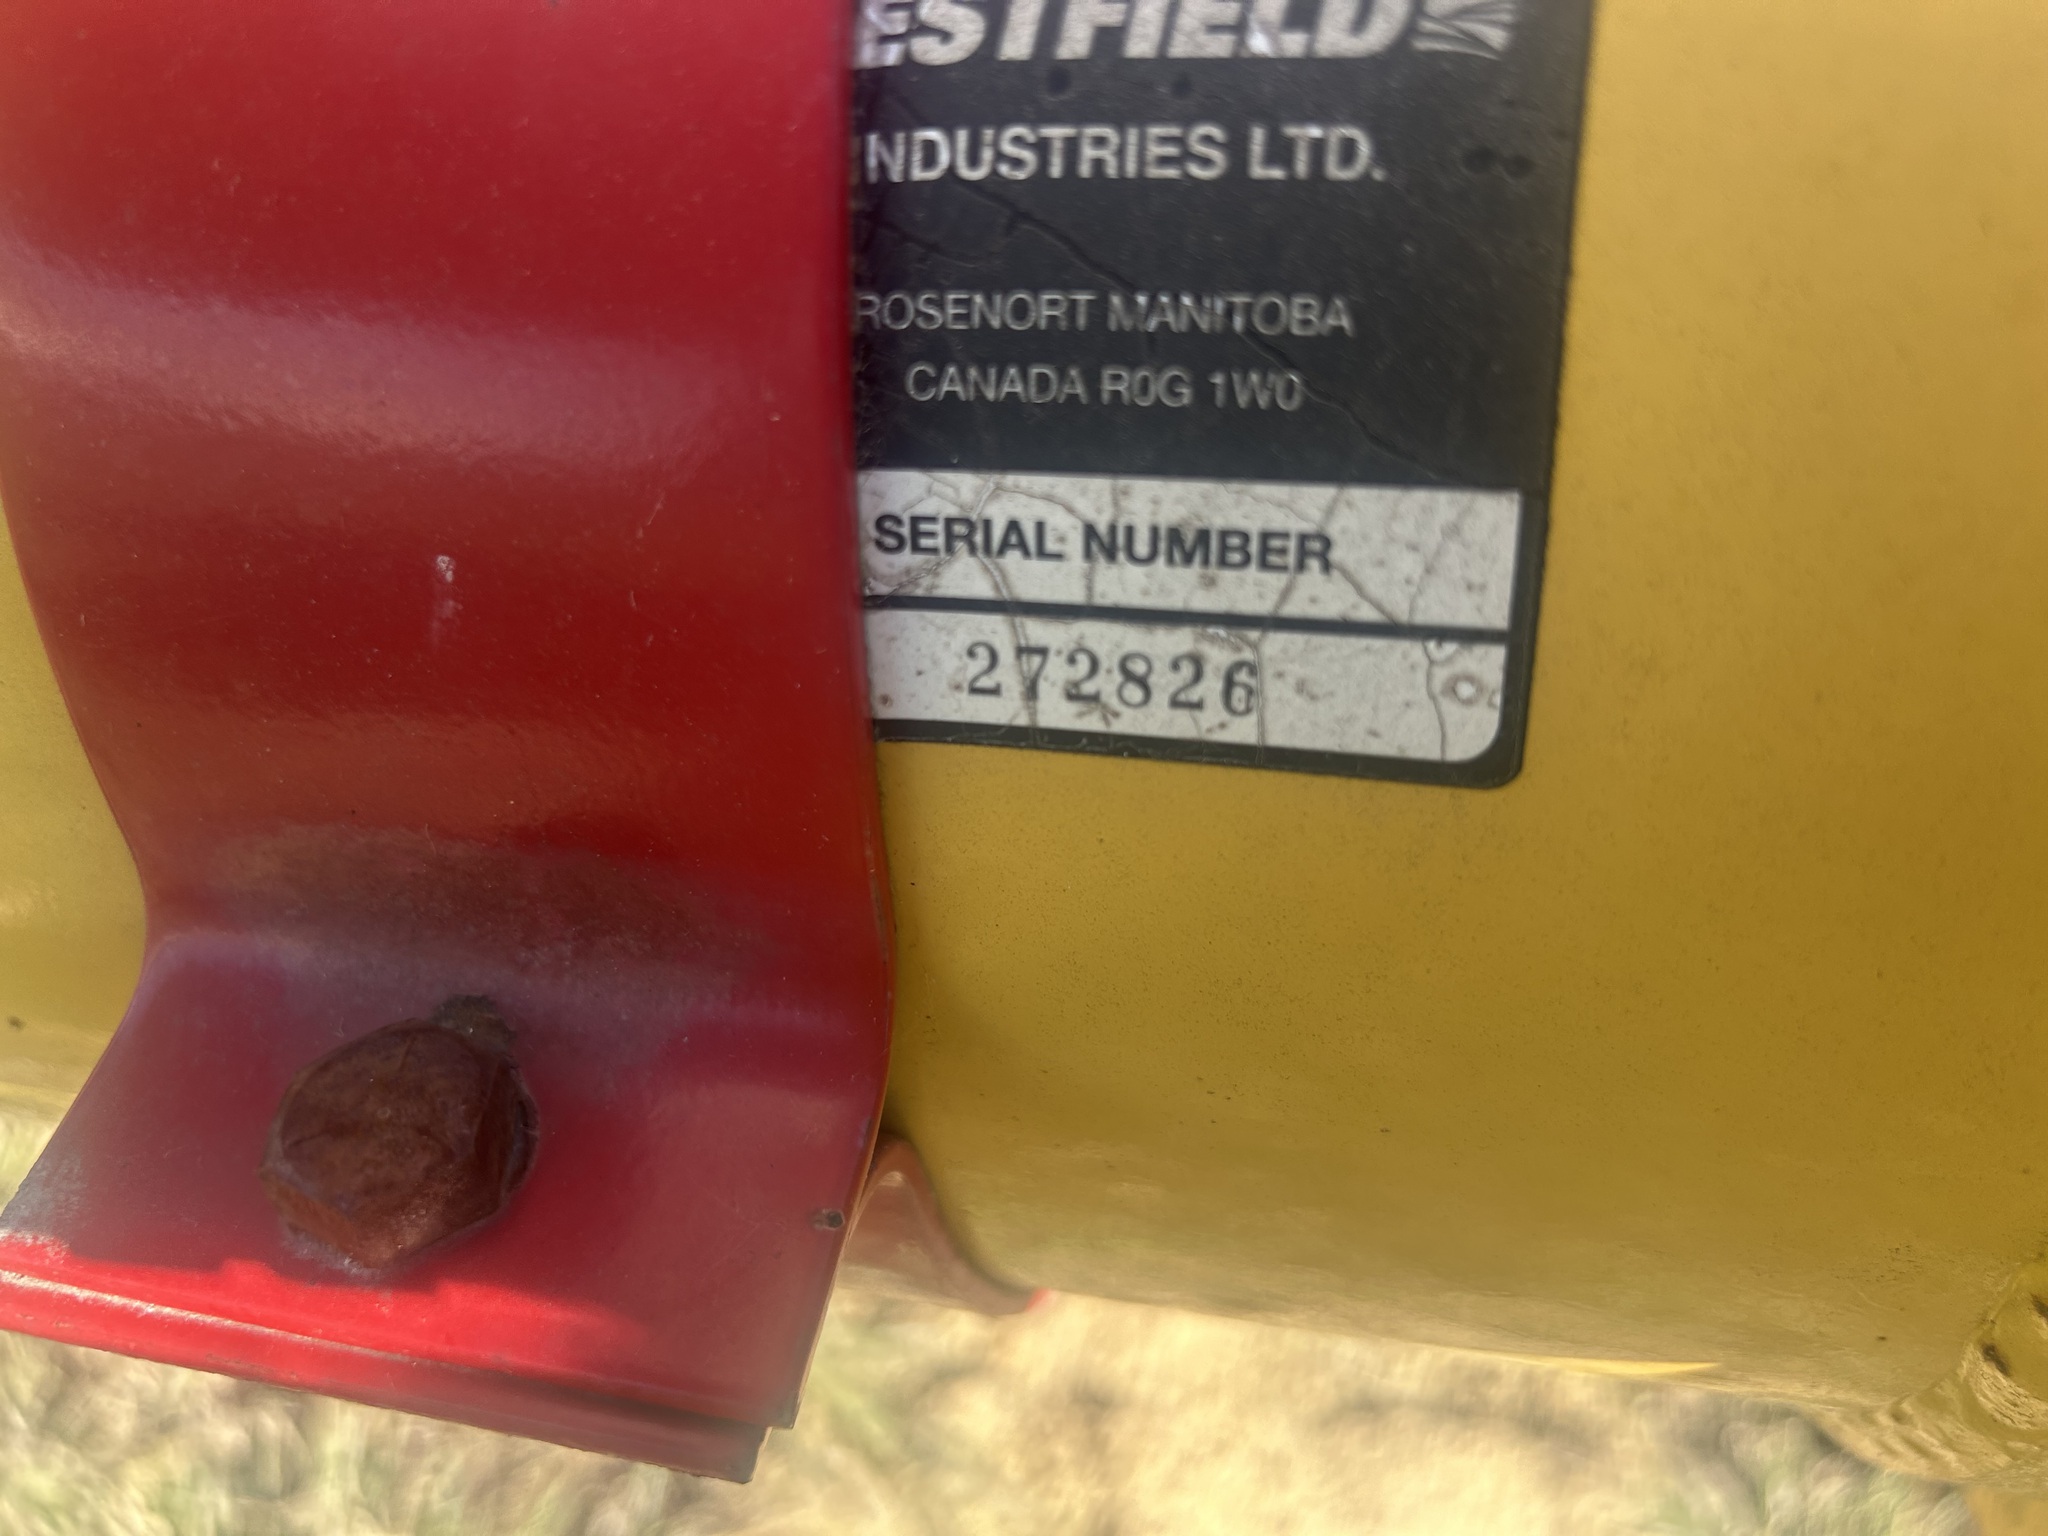 ESTFIELD
INDUSTRIES LTD.
ROSENORT MANITOBA
CANADA R0G 1W0
SERIAL NUMBER
272826